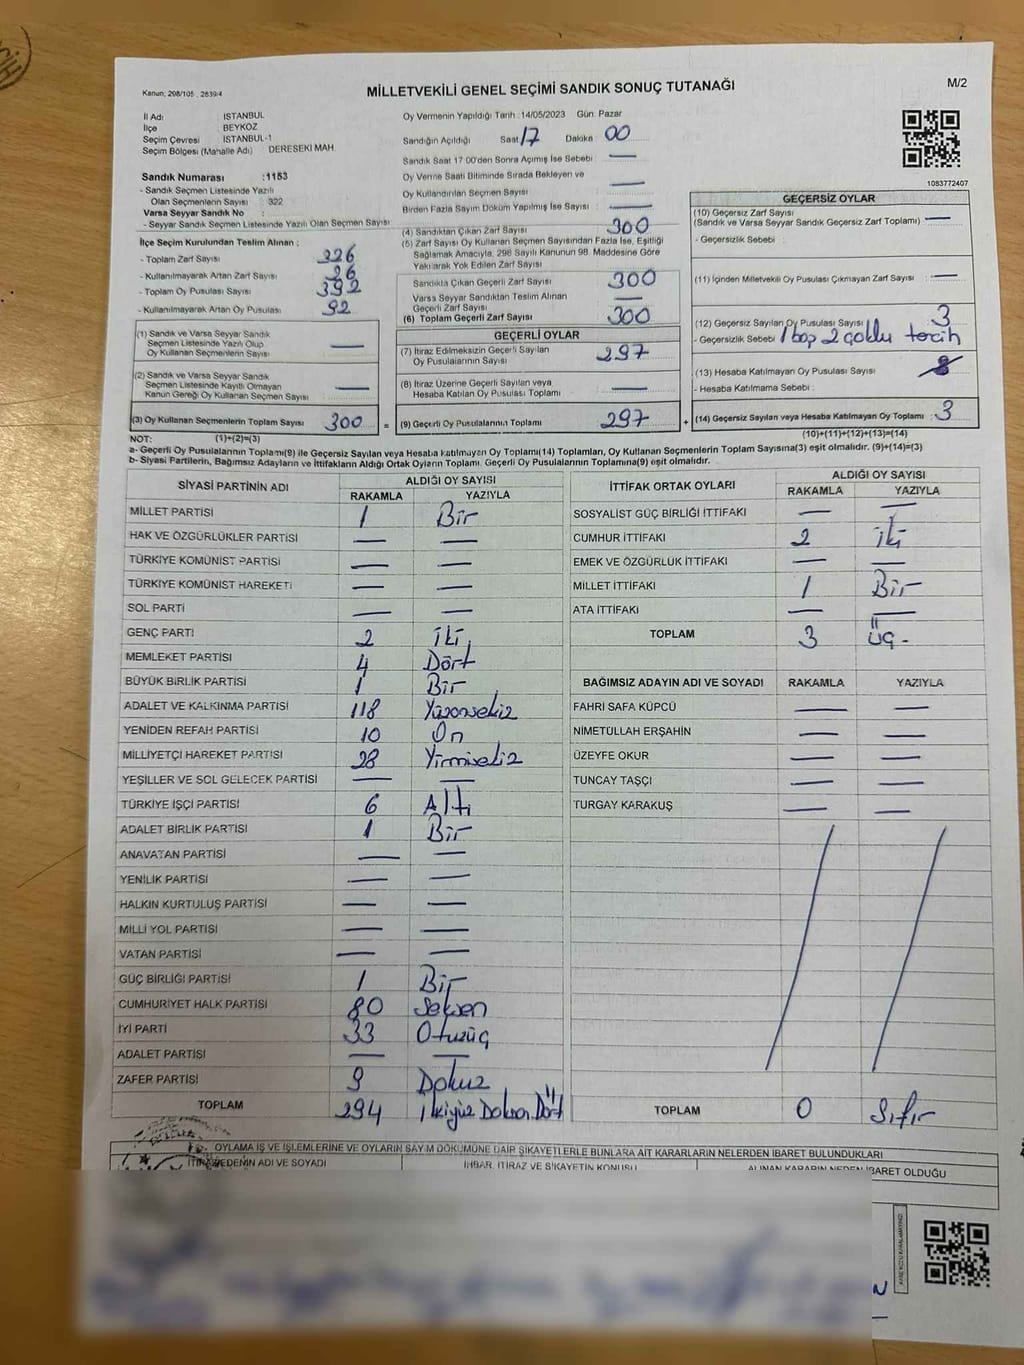 Kanun; 298/105 , 2839/4
MİLLETVEKİLİ GENEL SEÇİMİ SANDIK SONUÇ TUTANAĞI
M/2
İl Adı : İSTANBUL
İlçe : BEYKOZ
Seçim Çevresi : İSTANBUL-1
Seçim Bölgesi (Mahalle Adı) DERESEKİ MAH.
Sandık Numarası :1153
- Sandık Seçmen Listesinde Yazılı
Olan Seçmenlerin Sayısı : 322
Varsa Seyyar Sandık No :
- Seyyar Sandık Seçmen Listesinde Yazılı Olan Seçmen Sayısı :
İlçe Seçim Kurulundan Teslim Alınan ;
- Toplam Zarf Sayısı : 326
- Kullanılmayarak Artan Zarf Sayısı : 26
- Toplam Oy Pusulası Sayısı : 392
- Kullanılmayarak Artan Oy Pusulası : 92
(1) Sandık ve Varsa Seyyar Sandık
Seçmen Listesinde Yazılı Olup
Oy Kullanan Seçmenlerin Sayısı : —
(2) Sandık ve Varsa Seyyar Sandık
Seçmen Listesinde Kayıtlı Olmayan
Kanun Gereği Oy Kullanan Seçmen Sayısı : —
(3) Oy Kullanan Seçmenlerin Toplam Sayısı : 300 =
Oy Vermenin Yapıldığı Tarih :14/05/2023 Gün: Pazar
Sandığın Açıldığı Saat 17 Dakika 00
Sandık Saat 17:00'den Sonra Açılmış İse Sebebi : —
Oy Verme Saati Bitiminde Sırada Bekleyen ve
Oy Kullandırılan Seçmen Sayısı : —
Birden Fazla Sayım Döküm Yapılmış İse Sayısı : —
(4) Sandıktan Çıkan Zarf Sayısı : 300
(5) Zarf Sayısı Oy Kullanan Seçmen Sayısından Fazla İse, Eşitliği
Sağlamak Amacıyla, 298 Sayılı Kanunun 98. Maddesine Göre
Yakılarak Yok Edilen Zarf Sayısı :
Sandıkta Çıkan Geçerli Zarf Sayısı : 300
Varsa Seyyar Sandıktan Teslim Alınan
Geçerli Zarf Sayısı : —
(6) Toplam Geçerli Zarf Sayısı : 300
GEÇERLİ OYLAR
(7) İtiraz Edilmeksizin Geçerli Sayılan
Oy Pusulalarının Sayısı : 297
(8) İtiraz Üzerine Geçerli Sayılan veya
Hesaba Katılan Oy Pusulası Toplamı : —
(9) Geçerli Oy Pusulalarının Toplamı : 297 +
1083772407
GEÇERSİZ OYLAR
(10) Geçersiz Zarf Sayısı
(Sandık ve Varsa Seyyar Sandık Geçersiz Zarf Toplamı) : —
- Geçersizlik Sebebi :
(11) İçinden Milletvekili Oy Pusulası Çıkmayan Zarf Sayısı : —
(12) Geçersiz Sayılan Oy Pusulası Sayısı : 3
- Geçersizlik Sebebi : 1 boş 2 çoklu tercih
(13) Hesaba Katılmayan Oy Pusulası Sayısı :
- Hesaba Katılmama Sebebi :
(14) Geçersiz Sayılan veya Hesaba Katılmayan Oy Toplamı : 3
NOT: (1)+(2)=(3) (10)+(11)+(12)+(13)=(14)
a- Geçerli Oy Pusulalarının Toplamı(9) ile Geçersiz Sayılan veya Hesaba katılmayan Oy Toplamı(14) Toplamları, Oy Kullanan Seçmenlerin Toplam Sayısına(3) eşit olmalıdır. (9)+(14)=(3)
b- Siyasi Partilerin, Bağımsız Adayların ve İttifakların Aldığı Ortak Oyların Toplamı, Geçerli Oy Pusulalarının Toplamına(9) eşit olmalıdır.
SİYASİ PARTİNİN ADI ALDIĞI OY SAYISI
RAKAMLA YAZIYLA
MİLLET PARTİSİ 1 Bir
HAK VE ÖZGÜRLÜKLER PARTİSİ — —
TÜRKİYE KOMÜNİST PARTİSİ — —
TÜRKİYE KOMÜNİST HAREKETİ — —
SOL PARTİ — —
GENÇ PARTİ 2 iki
MEMLEKET PARTİSİ 4 Dört
BÜYÜK BİRLİK PARTİSİ 1 Bir
ADALET VE KALKINMA PARTİSİ 118 Yüzonsekiz
YENİDEN REFAH PARTİSİ 10 On
MİLLİYETÇİ HAREKET PARTİSİ 28 Yirmisekiz
YEŞİLLER VE SOL GELECEK PARTİSİ — —
TÜRKİYE İŞÇİ PARTİSİ 6 Altı
ADALET BİRLİK PARTİSİ 1 Bir
ANAVATAN PARTİSİ — —
YENİLİK PARTİSİ — —
HALKIN KURTULUŞ PARTİSİ — —
MİLLİ YOL PARTİSİ — —
VATAN PARTİSİ — —
GÜÇ BİRLİĞİ PARTİSİ 1 Bir
CUMHURİYET HALK PARTİSİ 80 Seksen
İYİ PARTİ 33 Otuzüç
ADALET PARTİSİ — —
ZAFER PARTİSİ 9 Dokuz
TOPLAM 294 İkiyüz Doksan Dört
İTTİFAK ORTAK OYLARI ALDIĞI OY SAYISI
RAKAMLA YAZIYLA
SOSYALİST GÜÇ BİRLİĞİ İTTİFAKI — —
CUMHUR İTTİFAKI 2 iki
EMEK VE ÖZGÜRLÜK İTTİFAKI — —
MİLLET İTTİFAKI 1 Bir
ATA İTTİFAKI — —
TOPLAM 3 Üç -
BAĞIMSIZ ADAYIN ADI VE SOYADI RAKAMLA YAZIYLA
FAHRİ SAFA KÜPCÜ — —
NİMETULLAH ERŞAHİN — —
ÜZEYFE OKUR — —
TUNCAY TAŞÇI — —
TURGAY KARAKUŞ — —
TOPLAM 0 Sıfır
OYLAMA İŞ VE İŞLEMLERİNE VE OYLARIN SAYIM DÖKÜMÜNE DAİR ŞİKAYETLERLE BUNLARA AİT KARARLARIN NELERDEN İBARET BULUNDUKLARI
İTİRAZ EDENİN ADI VE SOYADI İHBAR, İTİRAZ VE ŞİKAYETİN KONUSU ALINAN KARARIN NEDEN İBARET OLDUĞU